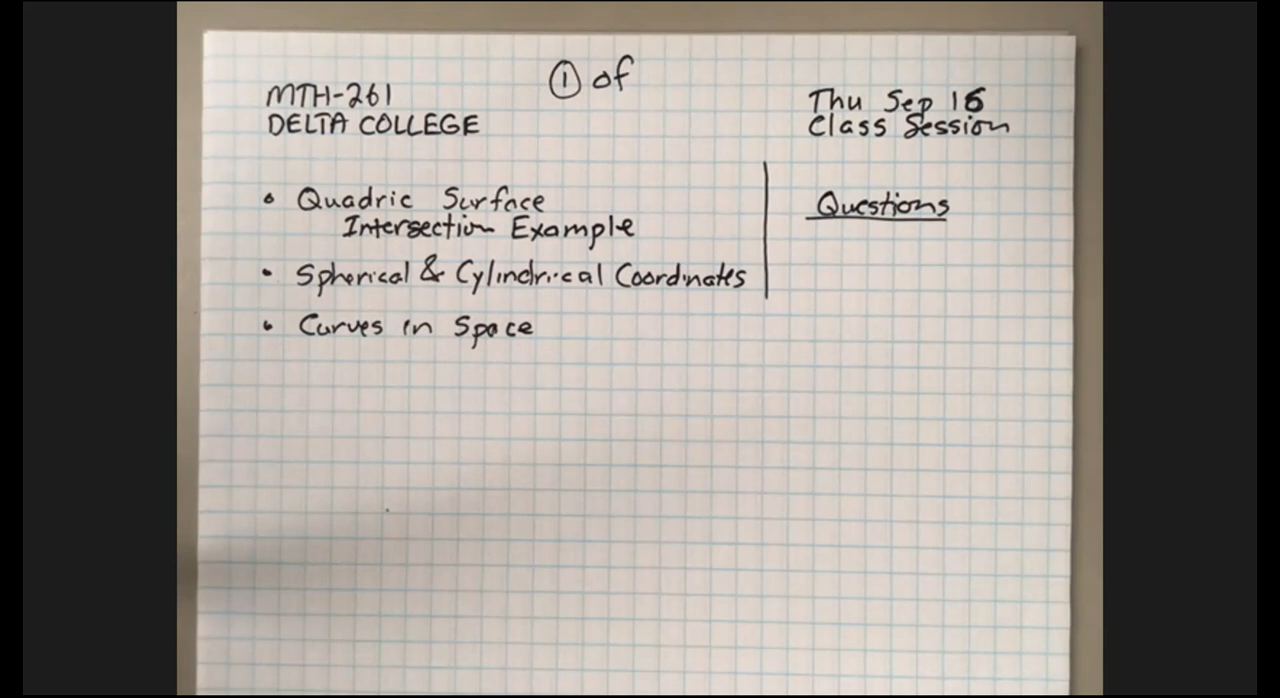 ① of
MTH-261
DELTA COLLEGE
Thu Sep 16
Class Session
• Quadric Surface
Intersection Example
• Spherical & Cylindrical Coordinates
• Curves in Space
Questions